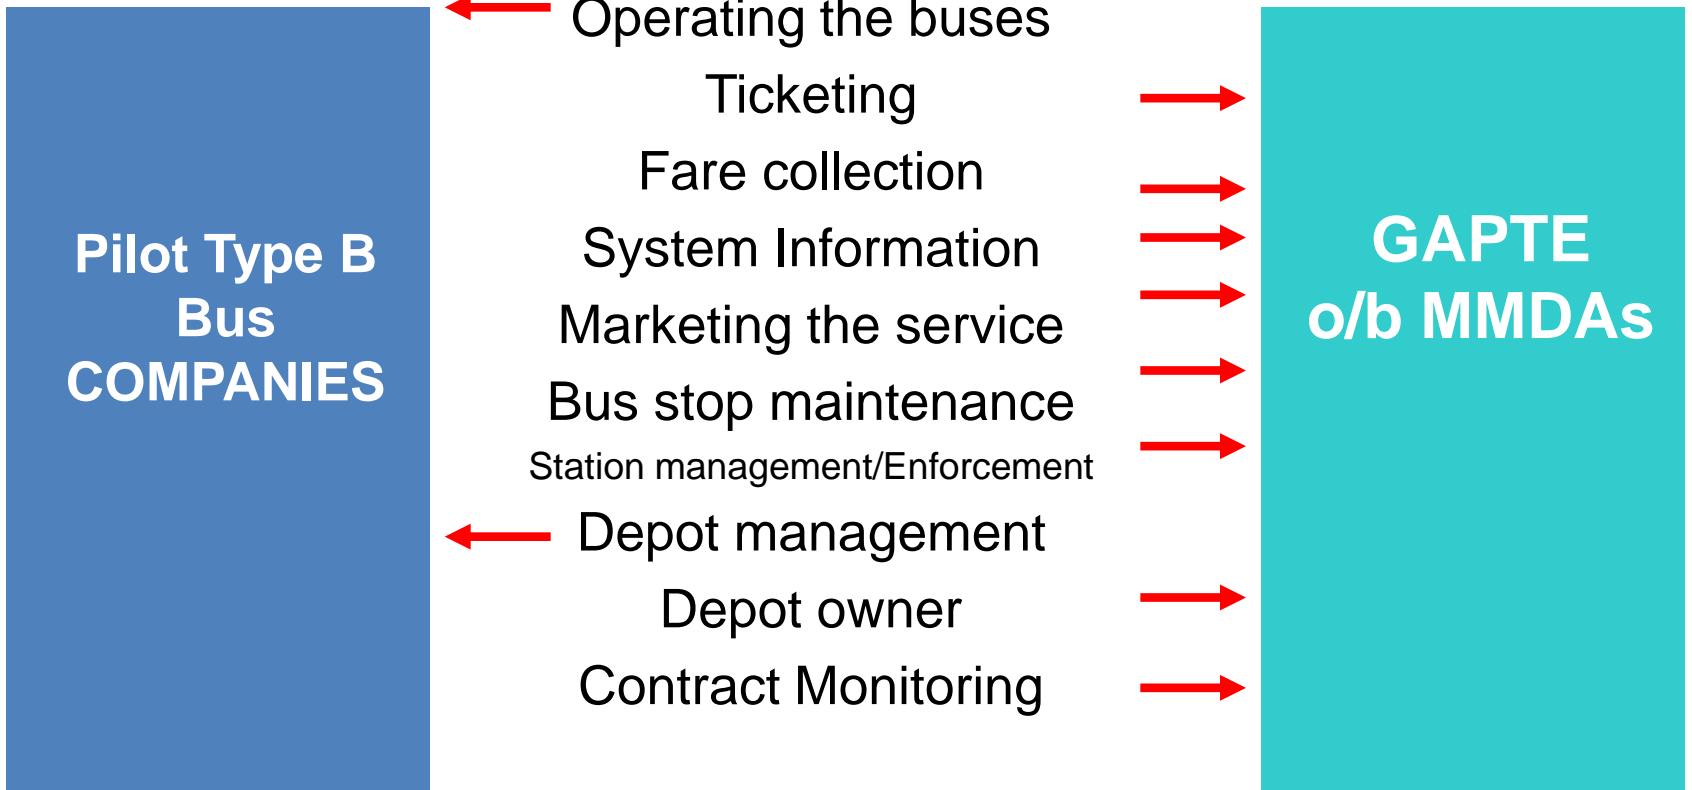 Pilot Type B
Bus
COMPANIES
Operating the buses
Ticketing
Fare collection
System Information
Marketing the service
Bus stop maintenance
Station management/Enforcement
Depot management
Depot owner
Contract Monitoring
GAPTE
o/b MMDAs